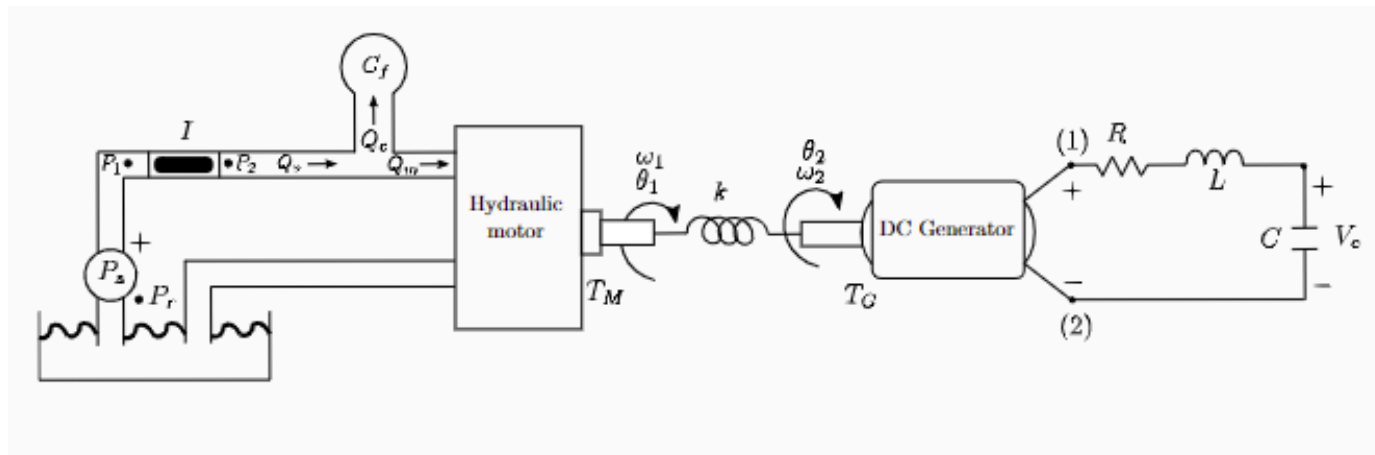 C_f
I
Q_c
P_1
P_2
Q_s
Q_m
P_s
+
P_r
Hydraulic
motor
T_M
ω_1
θ_1
k
θ_2
ω_2
T_G
DC Generator
(1)
+
R
L
C
+
V_c
−
−
(2)